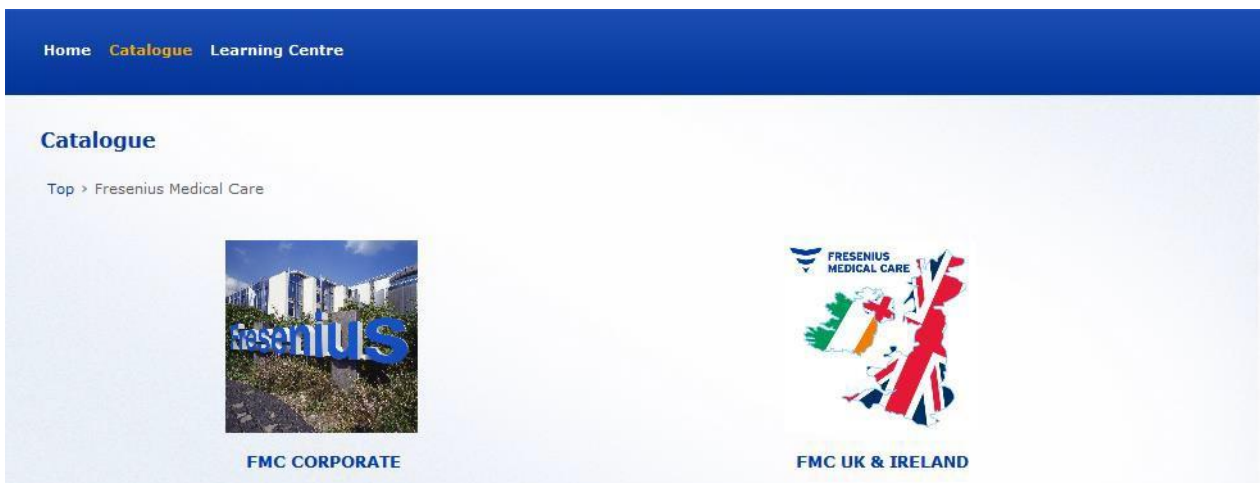 Home Catalogue Learning Centre
Catalogue
Top › Fresenius Medical Care
fresenius
FRESENIUS
MEDICAL CARE
FMC CORPORATE
FMC UK & IRELAND